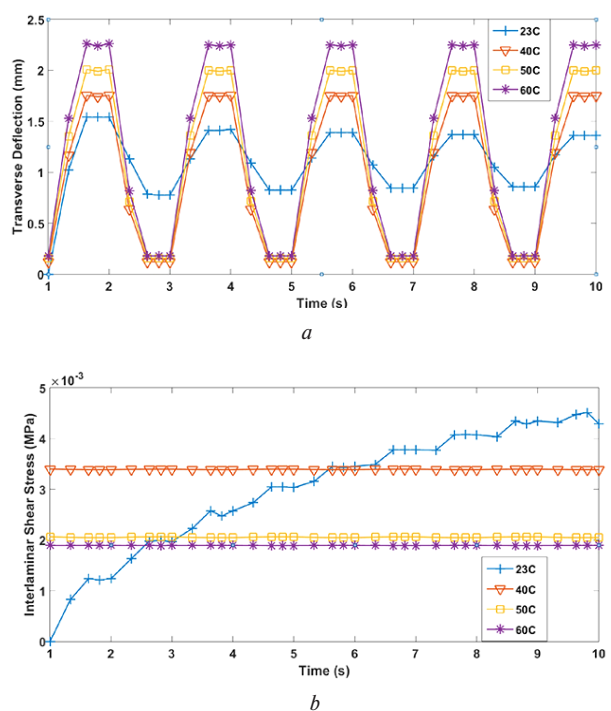 2.5
2
1.5
1
0.5
0
Transverse Deflection (mm)
23C
40C
50C
60C
1 2 3 4 5 6 7 8 9 10
Time (s)
a
× 10⁻³
5
4
3
2
1
0
Interlaminar Shear Stress (MPa)
23C
40C
50C
60C
1 2 3 4 5 6 7 8 9 10
Time (s)
b